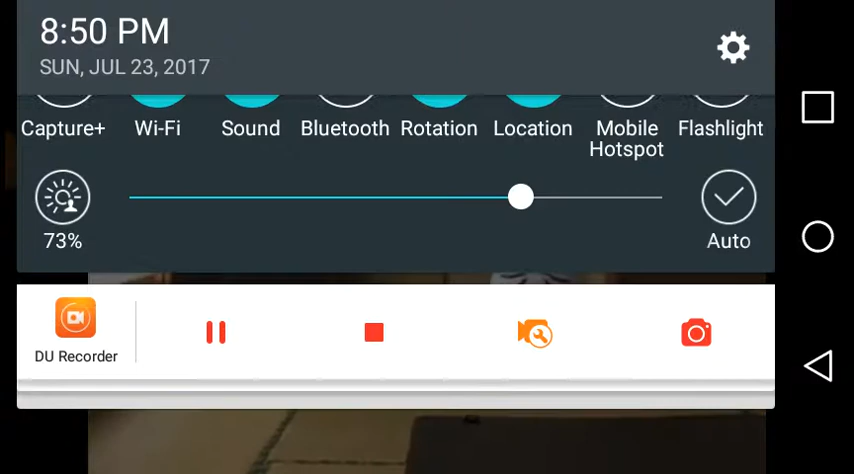 8:50 PM
SUN, JUL 23, 2017
Capture+ Wi-Fi Sound Bluetooth Rotation Location Mobile Hotspot Flashlight
73% Auto
DU Recorder